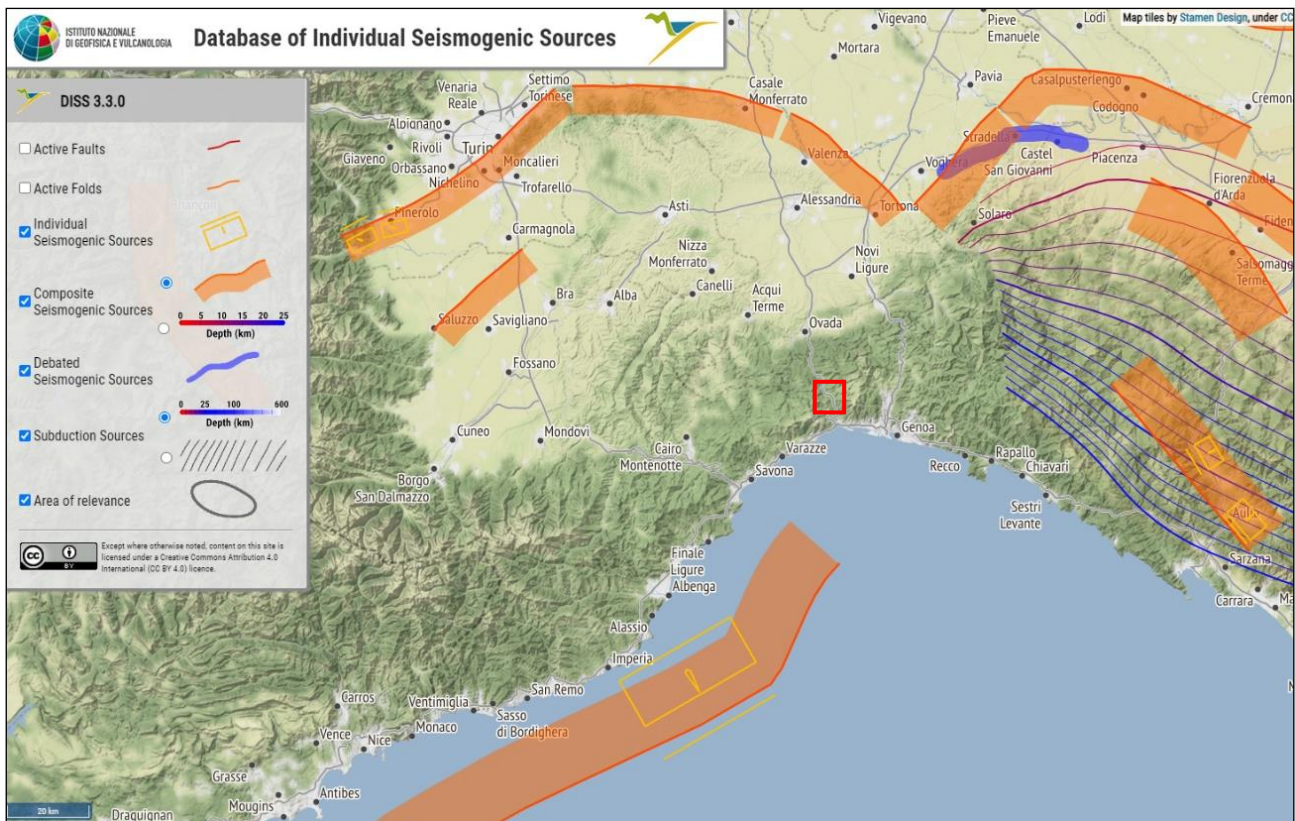 ISTITUTO NAZIONALE
DI GEOFISICA E VULCANOLOGIA
Database of Individual Seismogenic Sources
Map tiles by Stamen Design, under CC
DISS 3.3.0
Active Faults
Active Folds
Individual
Seismogenic Sources
Composite
Seismogenic Sources
0 5 10 15 20 25
Depth (km)
Debated
Seismogenic Sources
0 25 100 600
Depth (km)
Subduction Sources
Area of relevance
cc
BY
Except where otherwise noted, content on this site is
licensed under a Creative Commons Attribution 4.0
International (CC BY 4.0) licence.
20 km
Vigevano
Pieve
Emanuele
Lodi
Mortara
Pavia
Casalpusterlengo
Codogno
Cremona
Venaria
Reale
Settimo
Torinese
Casale
Monferrato
Alpignano
Rivoli
Turin
Giaveno
Orbassano
Moncalieri
Nichelino
Trofarello
Valenza
Voghera
Stradella
Castel
San Giovanni
Piacenza
Fiorenzuola
d'Arda
Fiden
Pinerolo
Asti
Alessandria
Tortona
Solaro
Carmagnola
Nizza
Monferrato
Novi
Ligure
Salsomagg
Terme
Bra
Alba
Canelli
Acqui
Terme
Saluzzo
Savigliano
Ovada
Fossano
Cuneo
Mondovì
Cairo
Montenotte
Varazze
Genoa
Savona
Recco
Rapallo
Chiavari
Borgo
San Dalmazzo
Sestri
Levante
Aulla
Sarzana
Finale
Ligure
Albenga
Carrara
Ma
Alassio
Imperia
San Remo
Carros
Ventimiglia
Sasso
di Bordighera
Vence
Nice
Monaco
Grasse
Mougins
Antibes
Draguignan